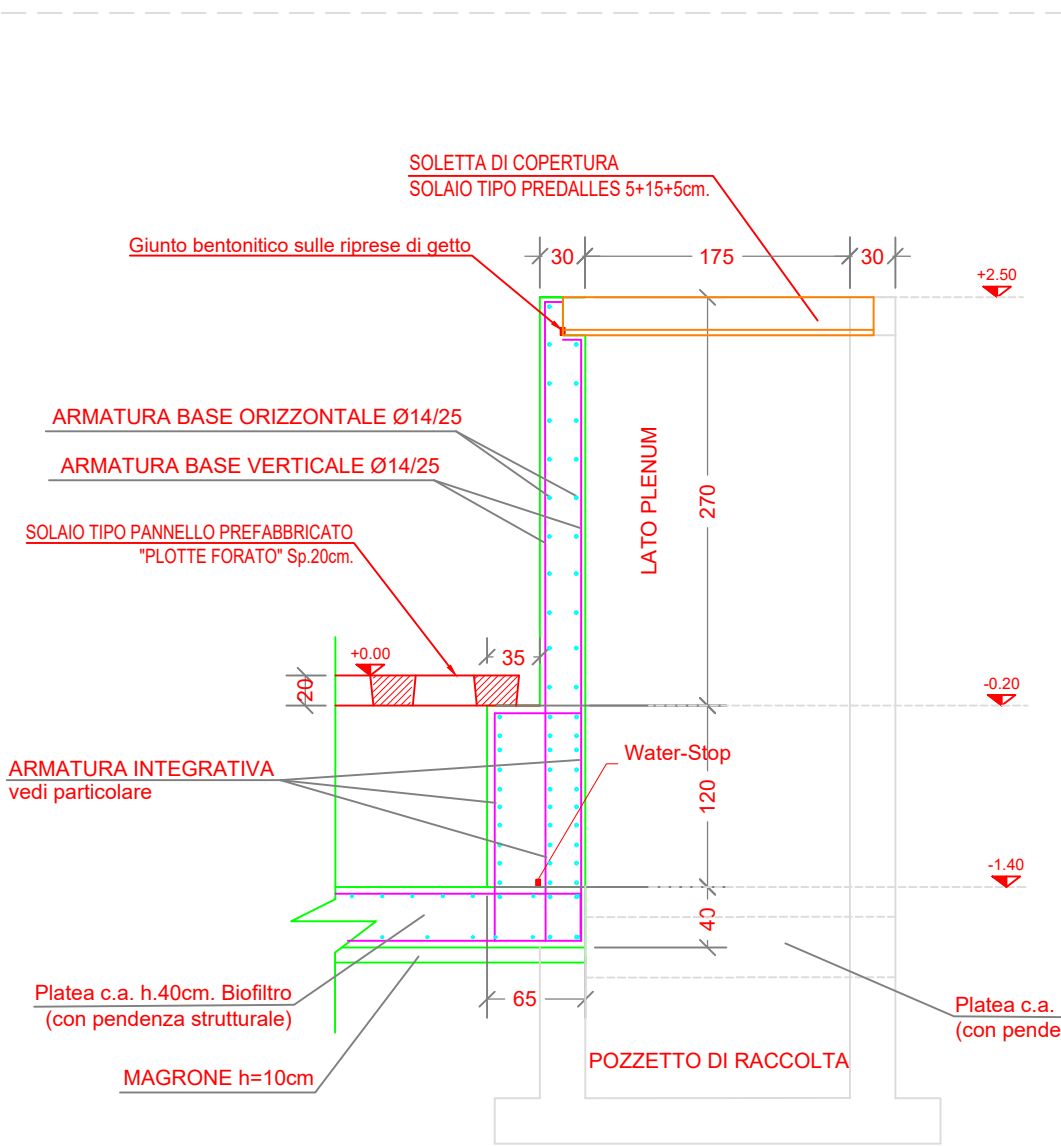 SOLETTA DI COPERTURA
SOLAIO TIPO PREDALLES 5+15+5cm.
Giunto bentonitico sulle riprese di getto
30
175
30
+2.50
ARMATURA BASE ORIZZONTALE Ø14/25
ARMATURA BASE VERTICALE Ø14/25
LATO PLENUM
270
SOLAIO TIPO PANNELLO PREFABBRICATO
"PLOTTE FORATO" Sp.20cm.
+0.00
35
20
-0.20
Water-Stop
ARMATURA INTEGRATIVA
vedi particolare
120
-1.40
40
Platea c.a. h.40cm. Biofiltro
(con pendenza strutturale)
65
Platea c.a.
(con pende
POZZETTO DI RACCOLTA
MAGRONE h=10cm